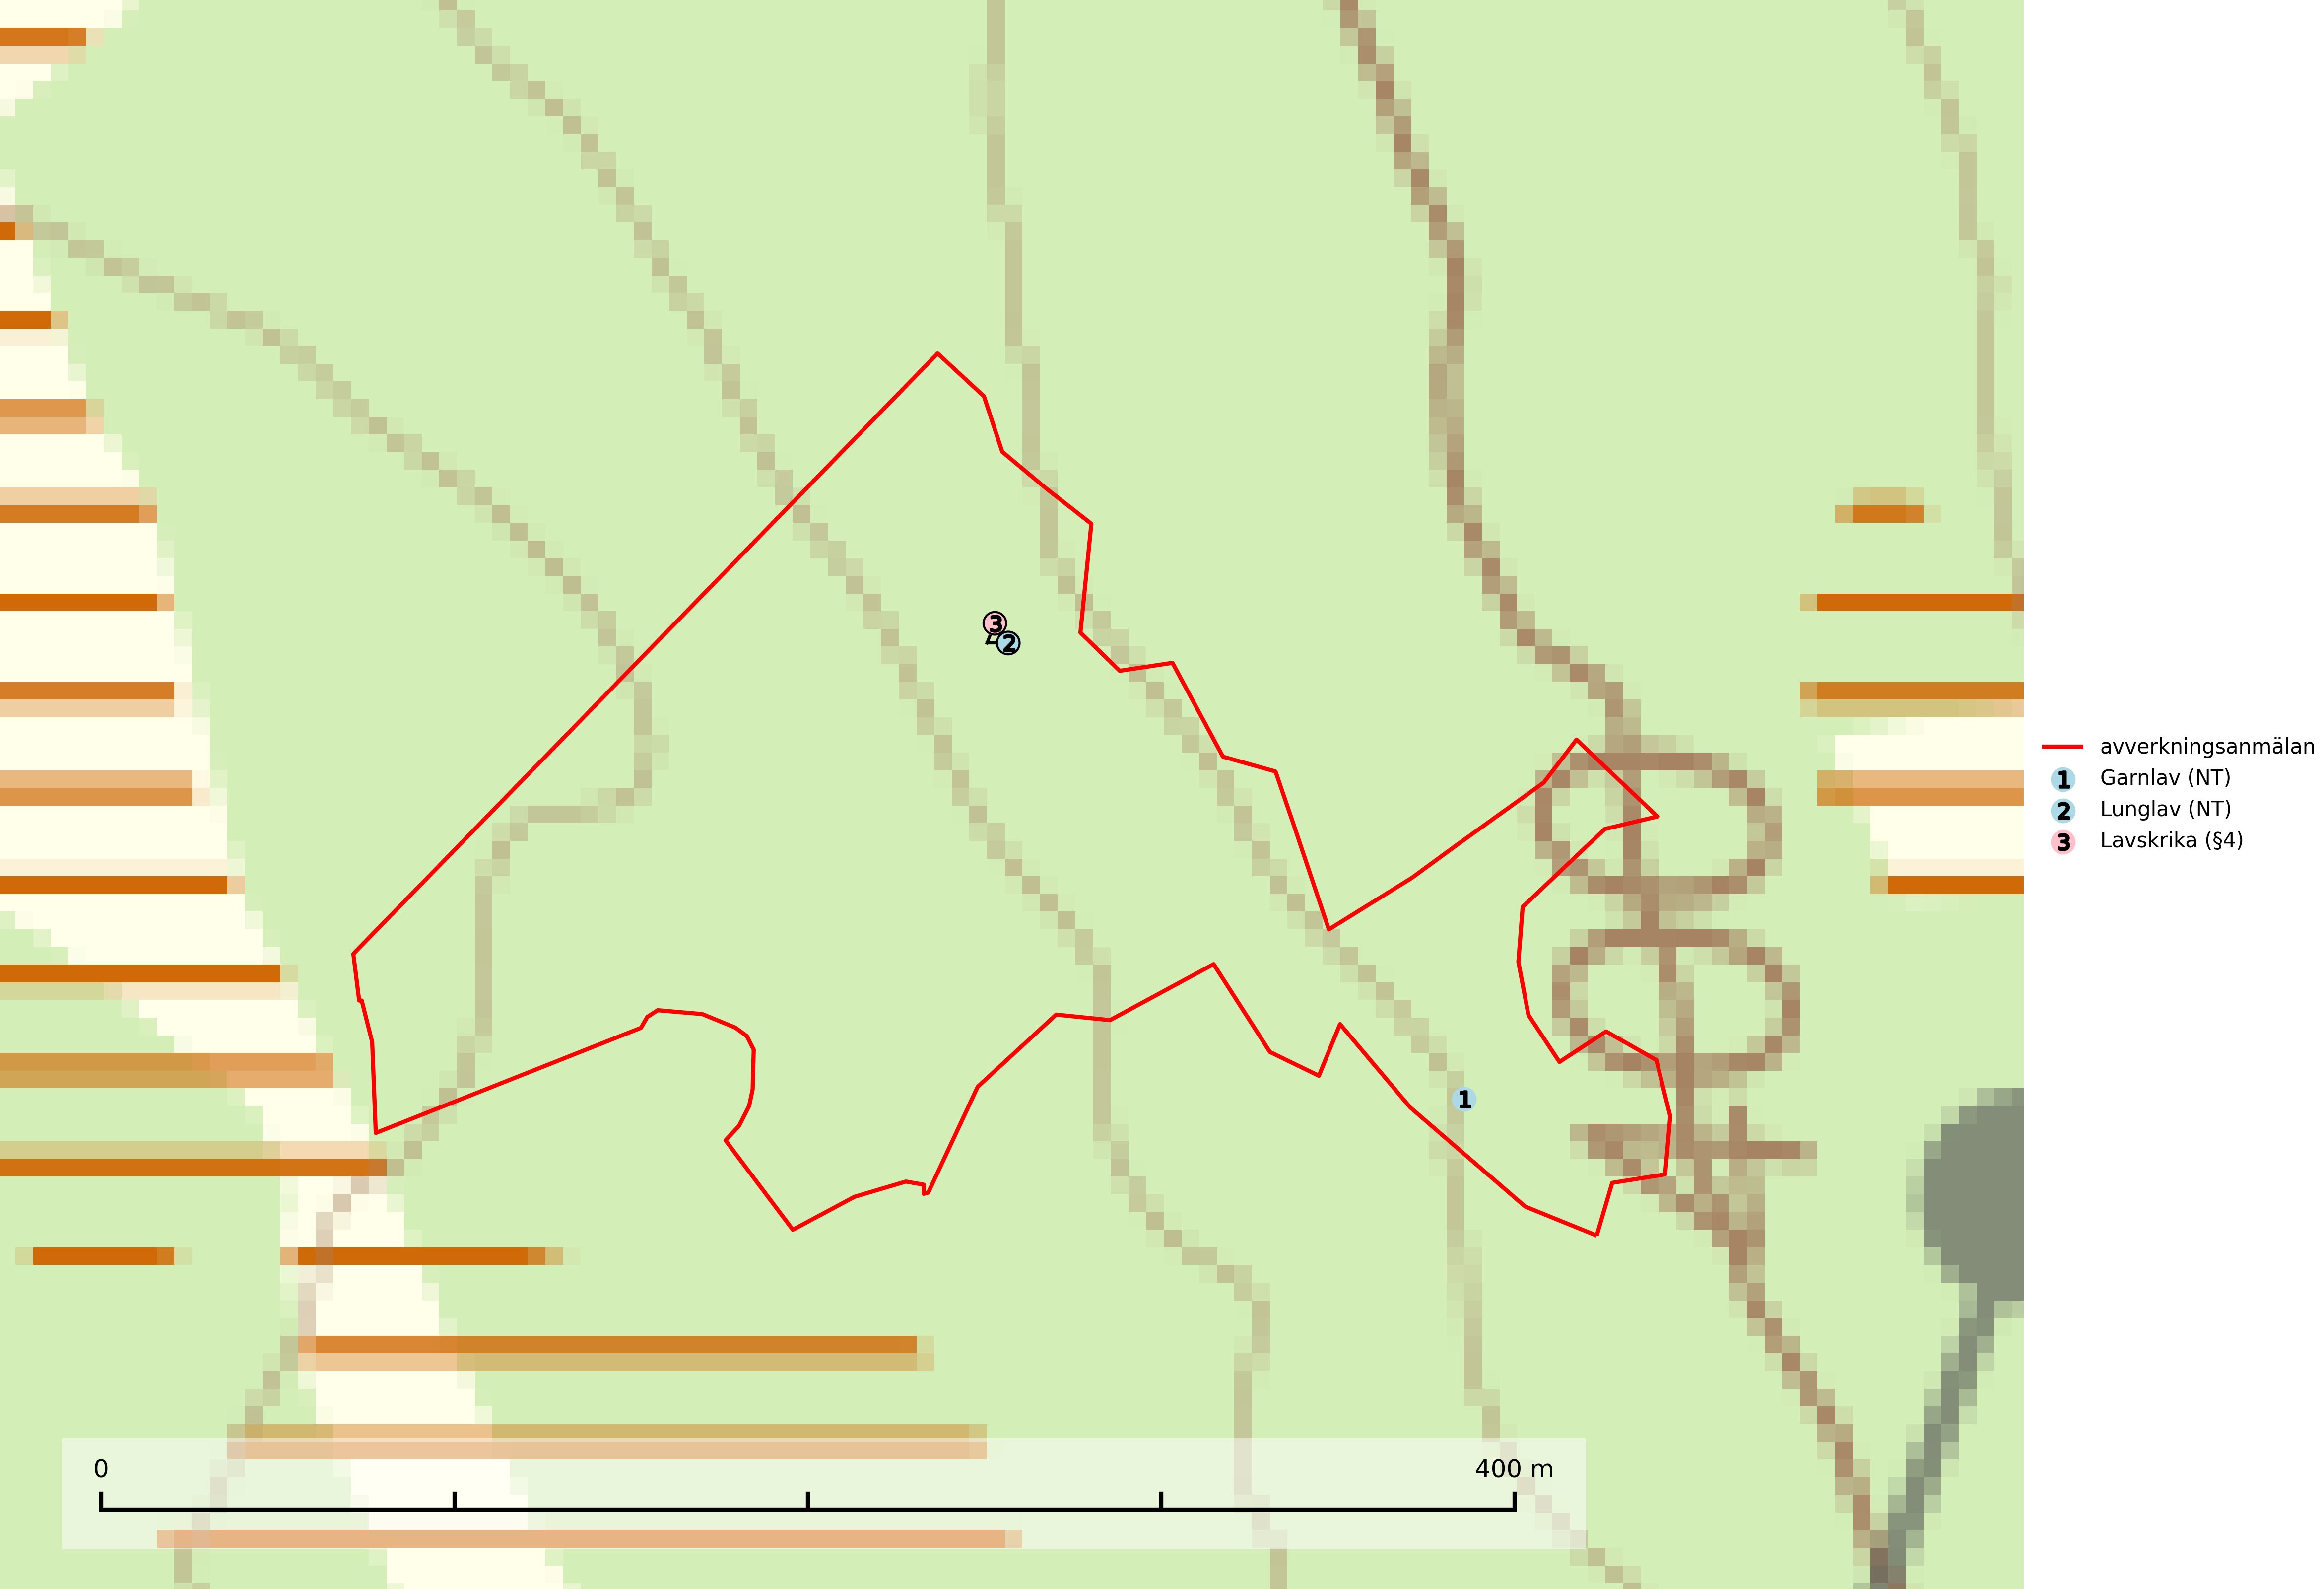 3
2
1
avverkningsanmälan
1 Garnlav (NT)
2 Lunglav (NT)
3 Lavskrika (§4)
0 400 m